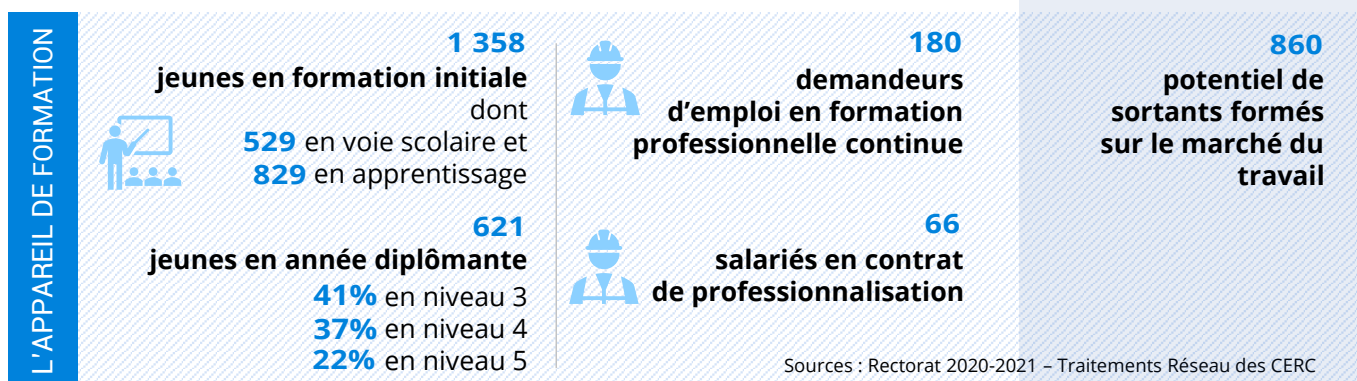 L'APPAREIL DE FORMATION
1 358
jeunes en formation initiale
dont
529 en voie scolaire et
829 en apprentissage
621
jeunes en année diplômante
41% en niveau 3
37% en niveau 4
22% en niveau 5
180
demandeurs
d’emploi en formation
professionnelle continue
66
salariés en contrat
de professionnalisation
860
potentiel de
sortants formés
sur le marché du
travail
Sources : Rectorat 2020-2021 – Traitements Réseau des CERC